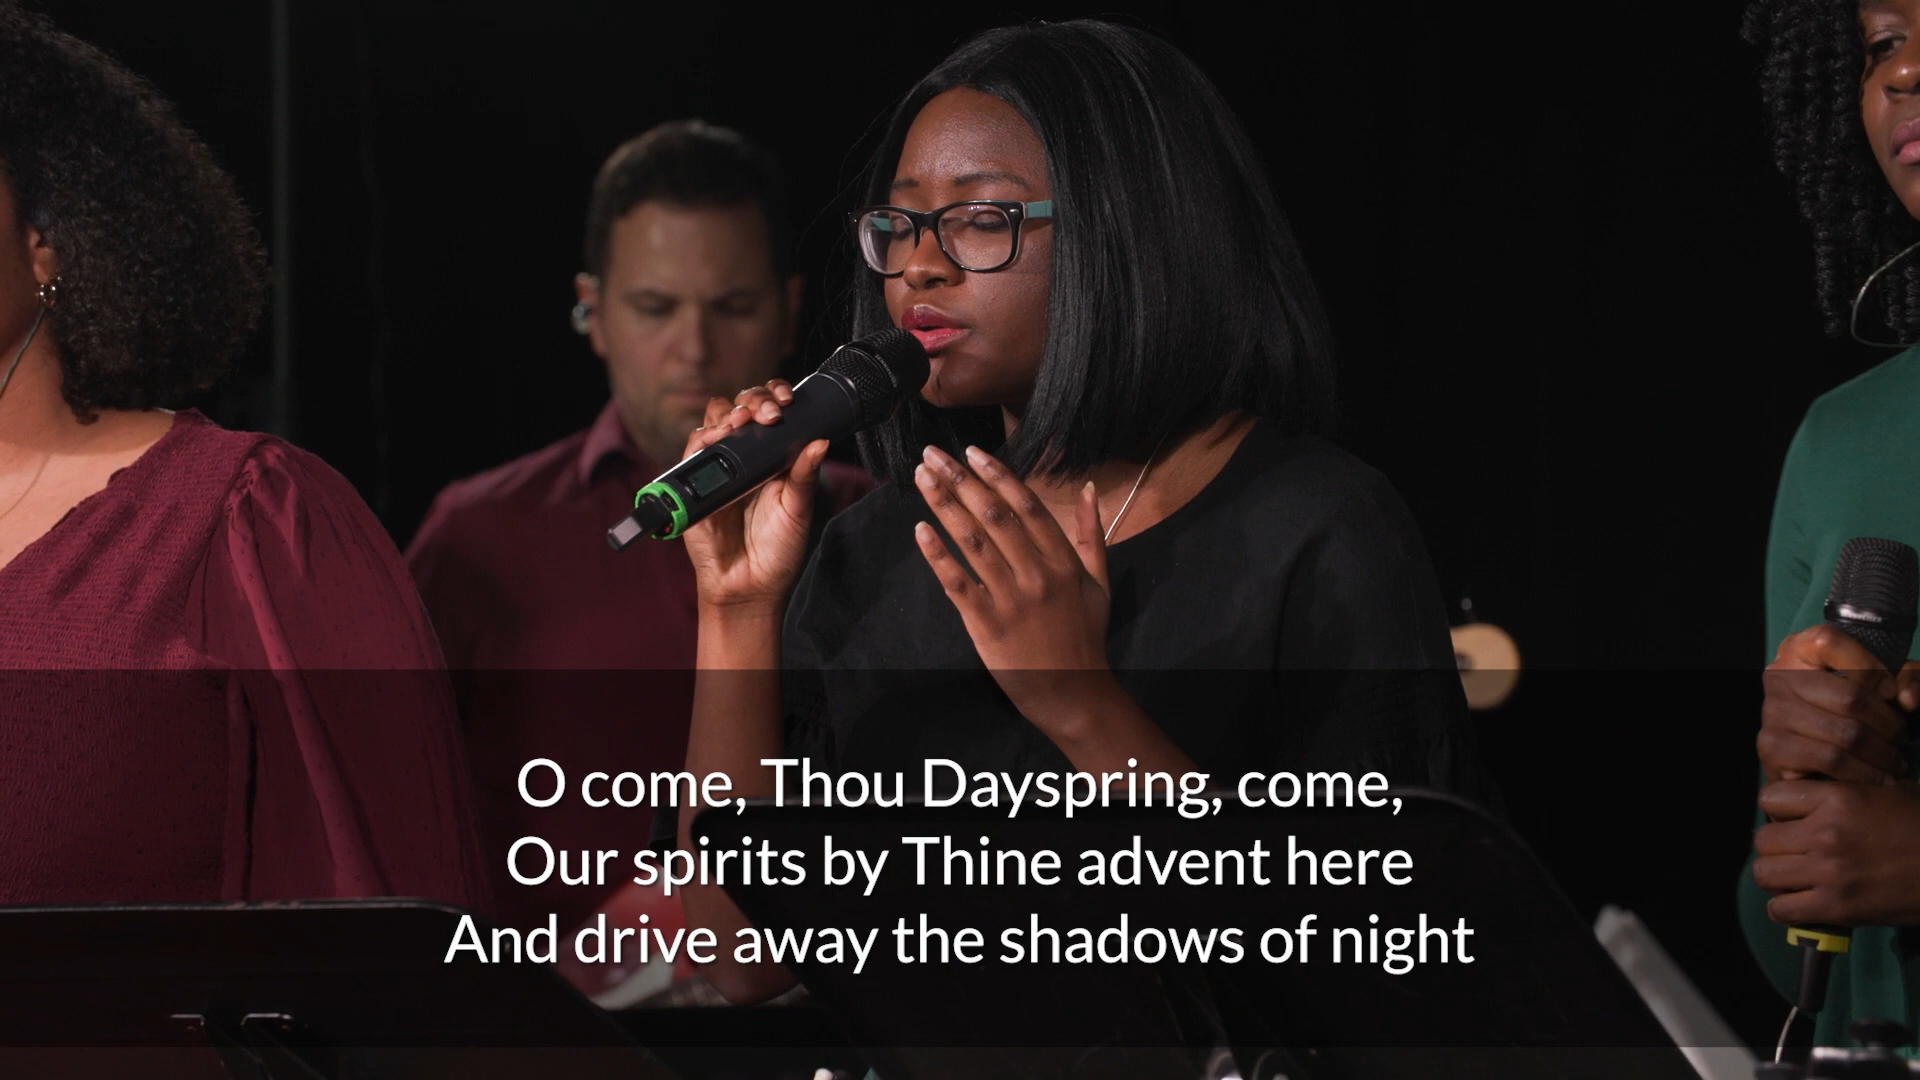 O come, Thou Dayspring, come,
Our spirits by Thine advent here
And drive away the shadows of night